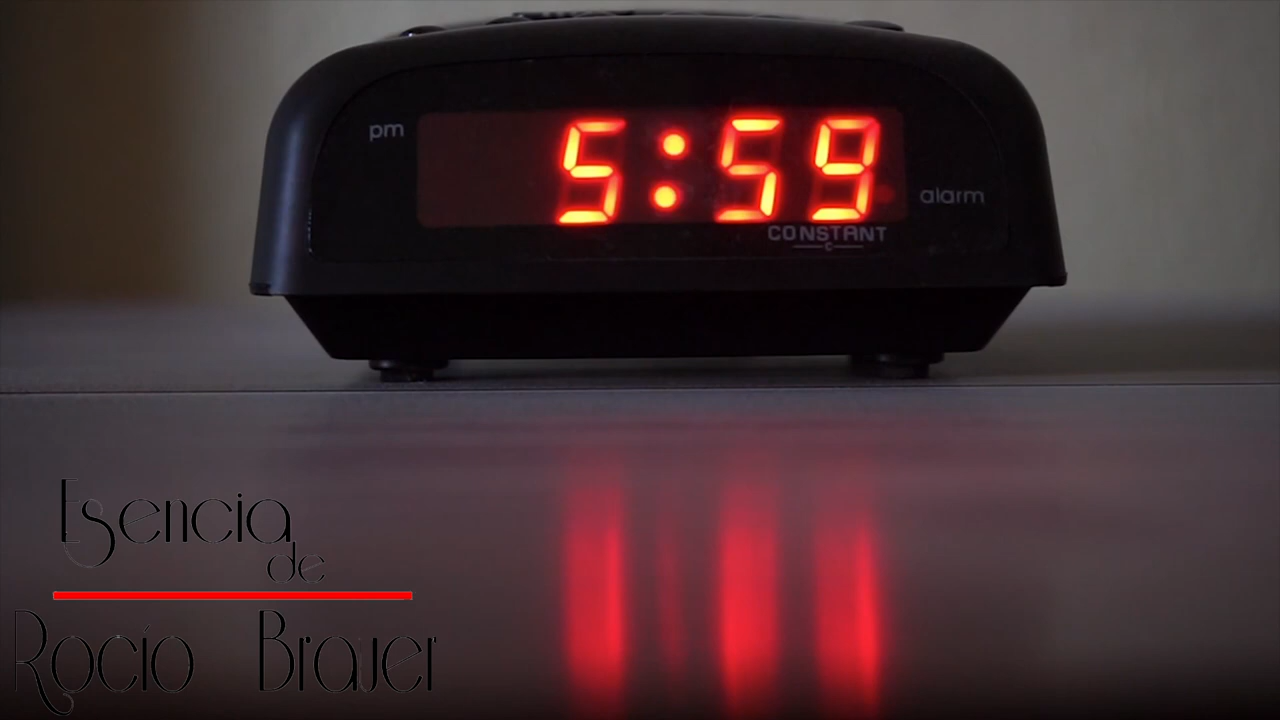 pm
5:59
alarm
CONSTANT
C
Esencia
de
Rocío Brajer